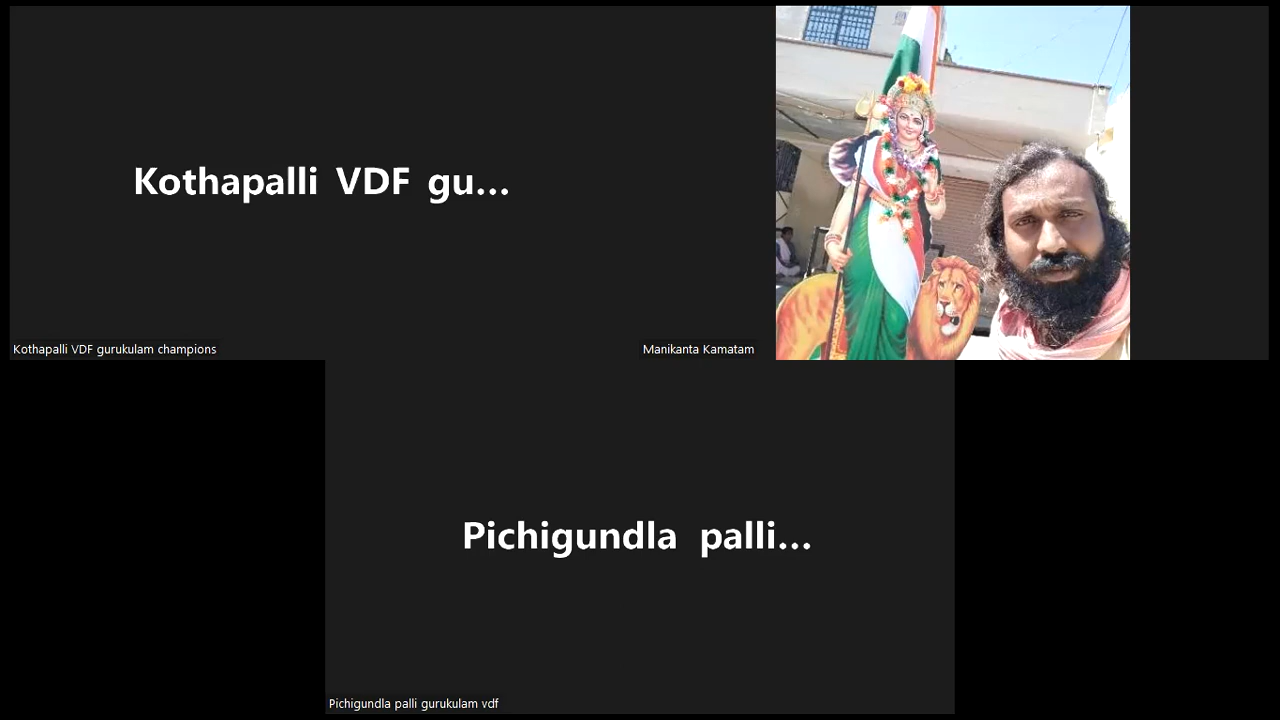 Kothapalli VDF gu...
Kothapalli VDF gurukulam champions
Manikanta Kamatam
Pichigundla palli...
Pichigundla palli gurukulam vdf